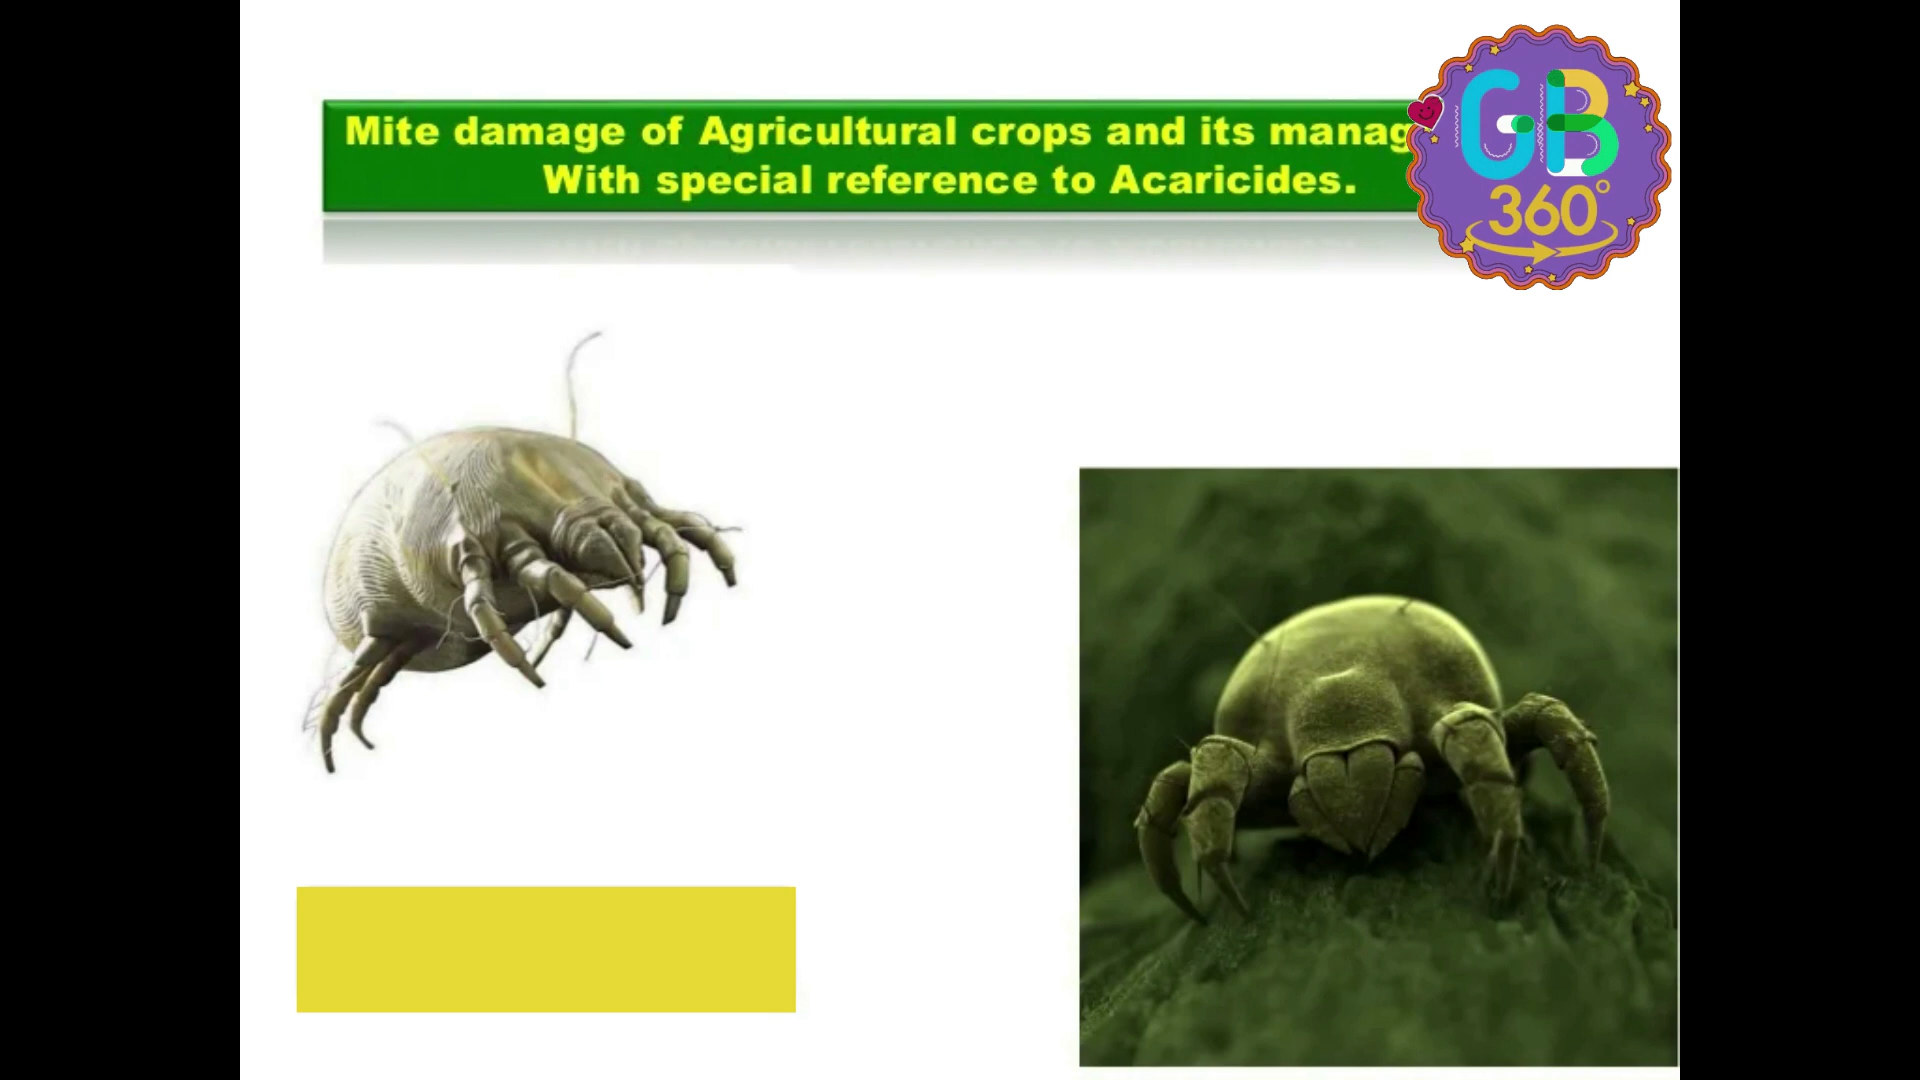 Mite damage of Agricultural crops and its manag
With special reference to Acaricides.
GB
360°